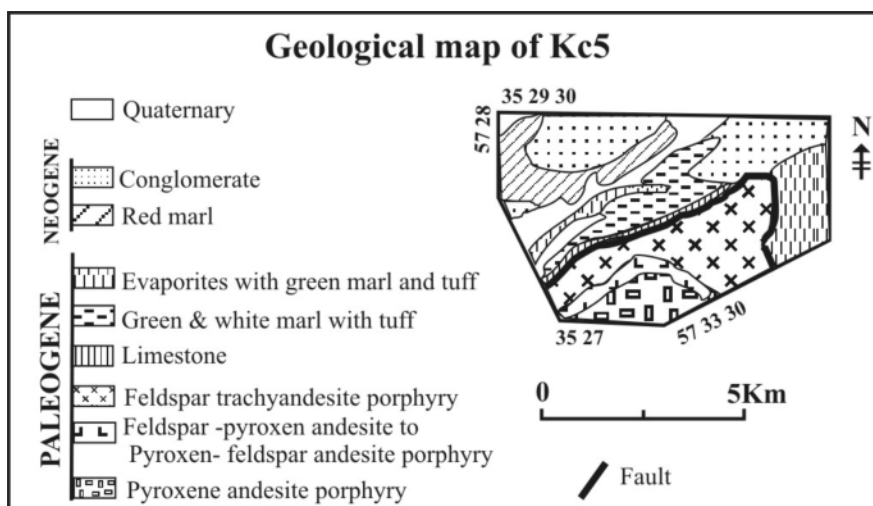 Geological map of Kc5
Quaternary
NEOGENE
Conglomerate
Red marl
PALEOGENE
Evaporites with green marl and tuff
Green & white marl with tuff
Limestone
Feldspar trachyandesite porphyry
Feldspar -pyroxen andesite to
Pyroxen- feldspar andesite porphyry
Pyroxene andesite porphyry
35 29 30
57 28
N
35 27
57 33 30
0 5Km
Fault